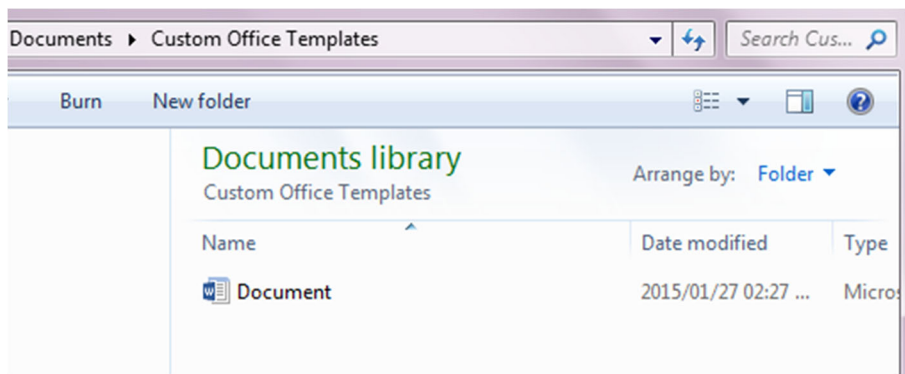 Documents ▸ Custom Office Templates Search Cus...
Burn New folder
Documents library
Custom Office Templates
Arrange by: Folder
Name Date modified Type
Document 2015/01/27 02:27 ... Micros